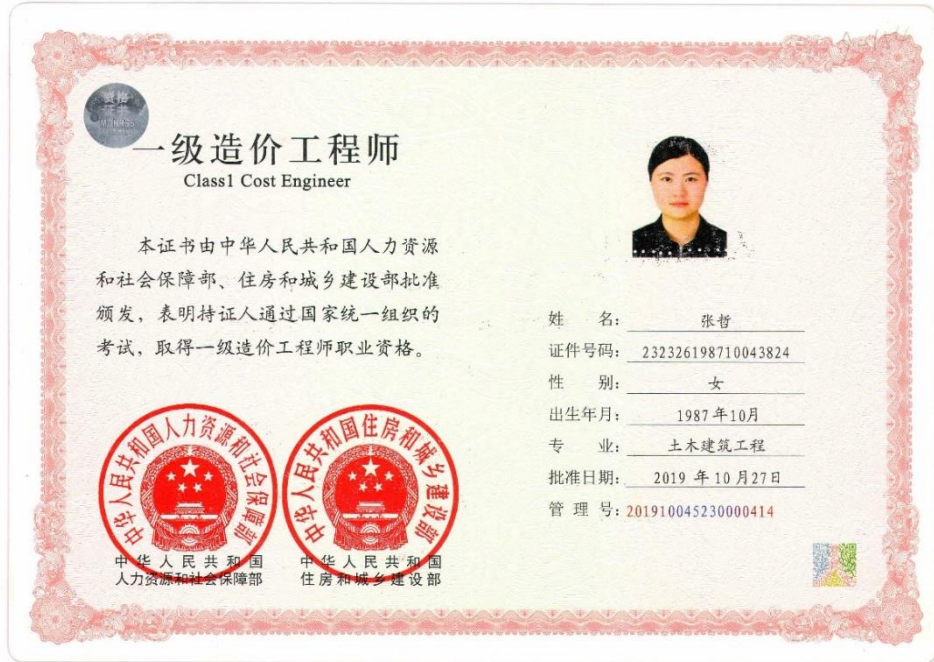 一级造价工程师
Class1 Cost Engineer
本证书由中华人民共和国人力资源
和社会保障部、住房和城乡建设部批准
颁发，表明持证人通过国家统一组织的
考试，取得一级造价工程师职业资格。
中华人民共和国人力资源和社会保障部
中华人民共和国
人力资源和社会保障部
中华人民共和国住房和城乡建设部
中华人民共和国
住房和城乡建设部
姓 名： 张哲
证件号码： 232326198710043824
性 别： 女
出生年月： 1987年10月
专 业： 土木建筑工程
批准日期： 2019 年 10 月27日
管 理 号：201910045230000414